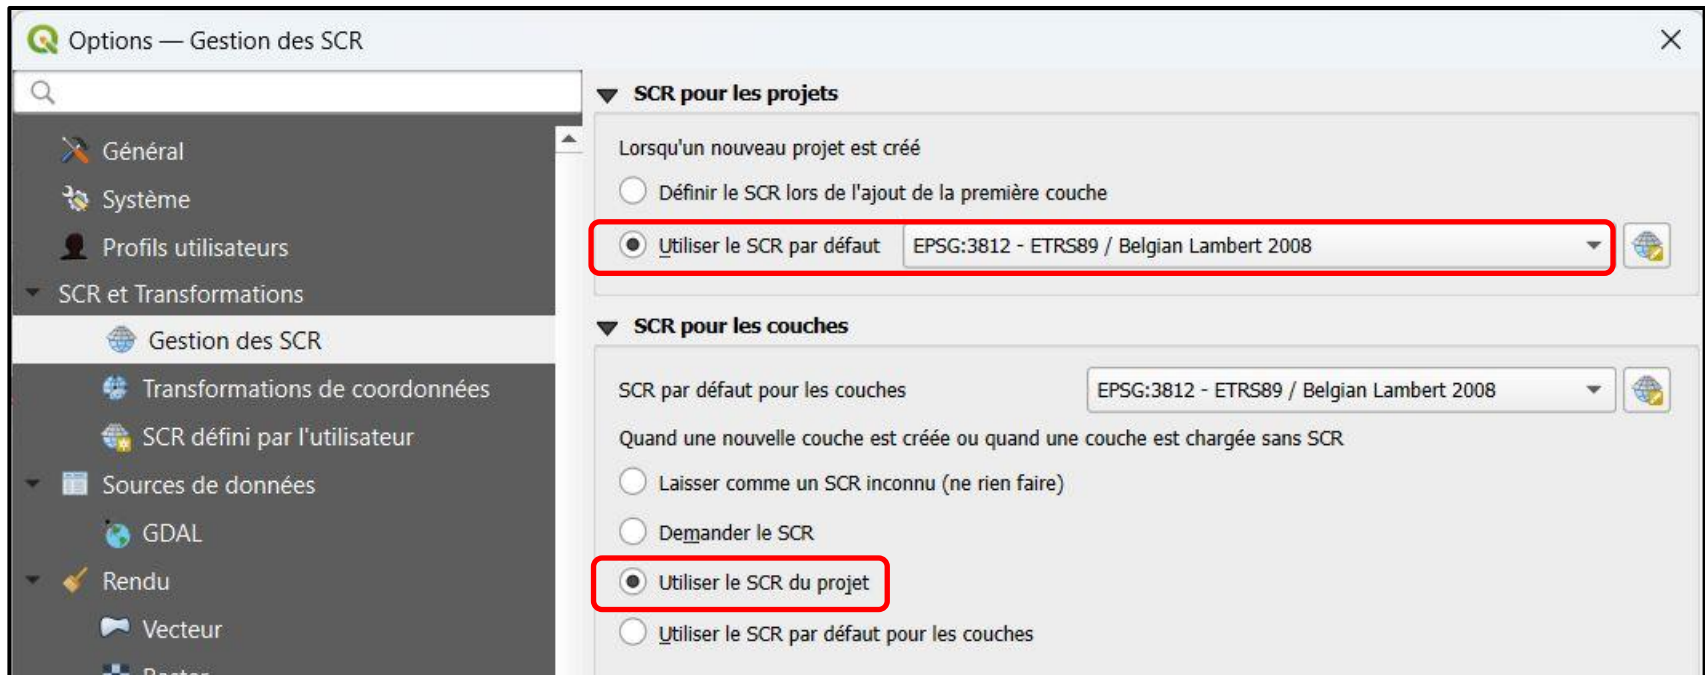 Options — Gestion des SCR
Général
Système
Profils utilisateurs
SCR et Transformations
Gestion des SCR
Transformations de coordonnées
SCR défini par l'utilisateur
Sources de données
GDAL
Rendu
Vecteur
Raster
SCR pour les projets
Lorsqu'un nouveau projet est créé
Définir le SCR lors de l'ajout de la première couche
Utiliser le SCR par défaut EPSG:3812 - ETRS89 / Belgian Lambert 2008
SCR pour les couches
SCR par défaut pour les couches EPSG:3812 - ETRS89 / Belgian Lambert 2008
Quand une nouvelle couche est créée ou quand une couche est chargée sans SCR
Laisser comme un SCR inconnu (ne rien faire)
Demander le SCR
Utiliser le SCR du projet
Utiliser le SCR par défaut pour les couches